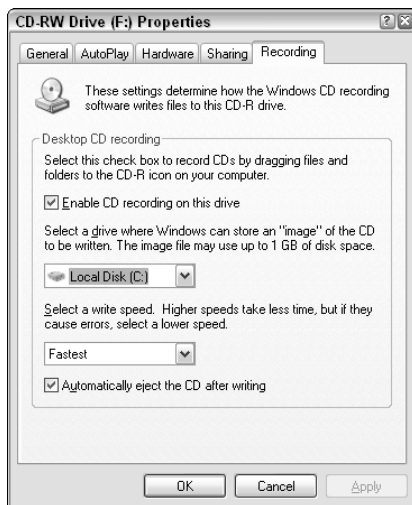 CD-RW Drive (F:) Properties
General AutoPlay Hardware Sharing Recording
These settings determine how the Windows CD recording
software writes files to this CD-R drive.
Desktop CD recording
Select this check box to record CDs by dragging files and
folders to the CD-R icon on your computer.
Enable CD recording on this drive
Select a drive where Windows can store an "image" of the CD
to be written. The image file may use up to 1 GB of disk space.
Local Disk (C:)
Select a write speed. Higher speeds take less time, but if they
cause errors, select a lower speed.
Fastest
Automatically eject the CD after writing
OK Cancel Apply